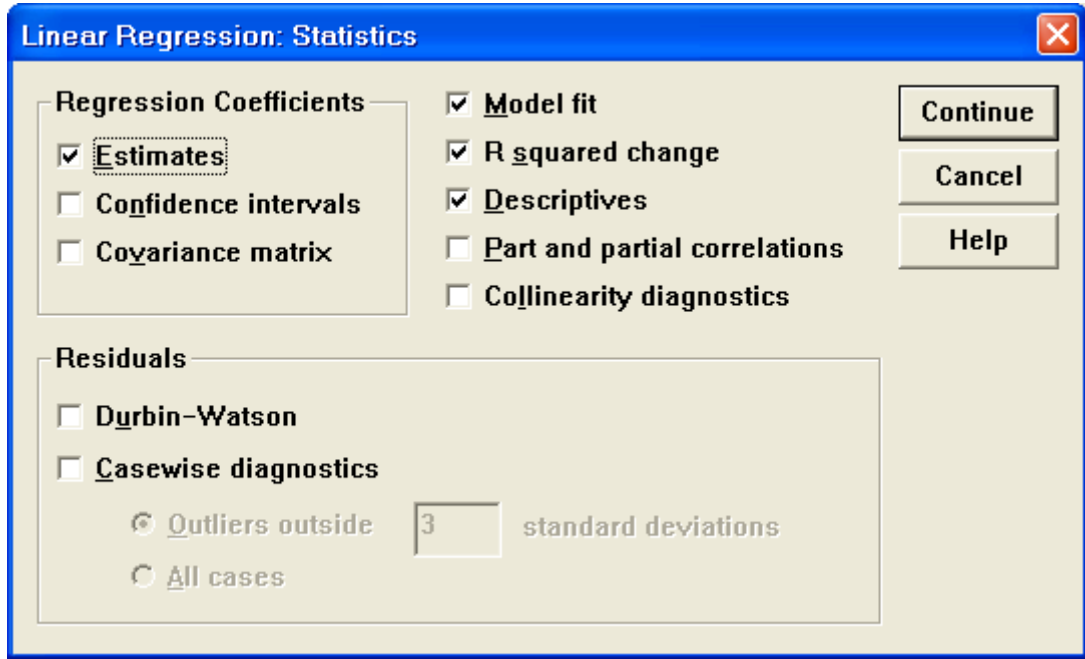 Linear Regression: Statistics
Regression Coefficients
Estimates
Confidence intervals
Covariance matrix
Model fit
R squared change
Descriptives
Part and partial correlations
Collinearity diagnostics
Continue
Cancel
Help
Residuals
Durbin-Watson
Casewise diagnostics
Outliers outside 3 standard deviations
All cases